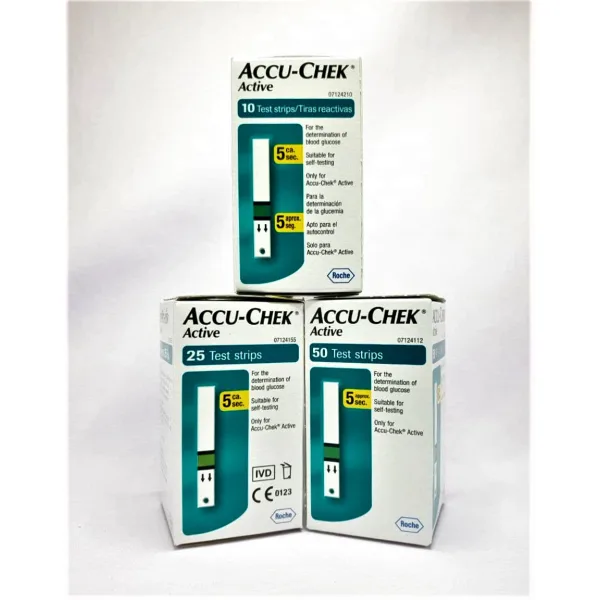 ACCU-CHEK®
Active
07124210
10 Test strips/Tiras reactivas
For the
determination of
blood glucose
5 ca.
sec.
Suitable for
self-testing
Only for
Accu-Chek® Active
Para la
determinación
de la glucemia
5 aprox.
seg.
Apto para el
autocontrol
Solo para
Accu-Chek® Active
Roche
ACCU-CHEK®
Active
07124155
25 Test strips
For the
determination of
blood glucose
5 ca.
sec.
Suitable for
self-testing
Only for
Accu-Chek® Active
IVD
CE 0123
Roche
ACCU-CHEK®
Active
07124112
50 Test strips
For the
determination of
blood glucose
5 approx.
sec.
Suitable for
self-testing
Only for
Accu-Chek® Active
Roche